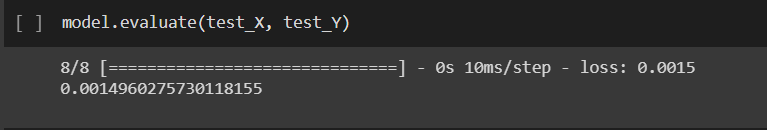 [ ] model.evaluate(test_X, test_Y)
8/8 [==============================] - 0s 10ms/step - loss: 0.0015
0.0014960275730118155